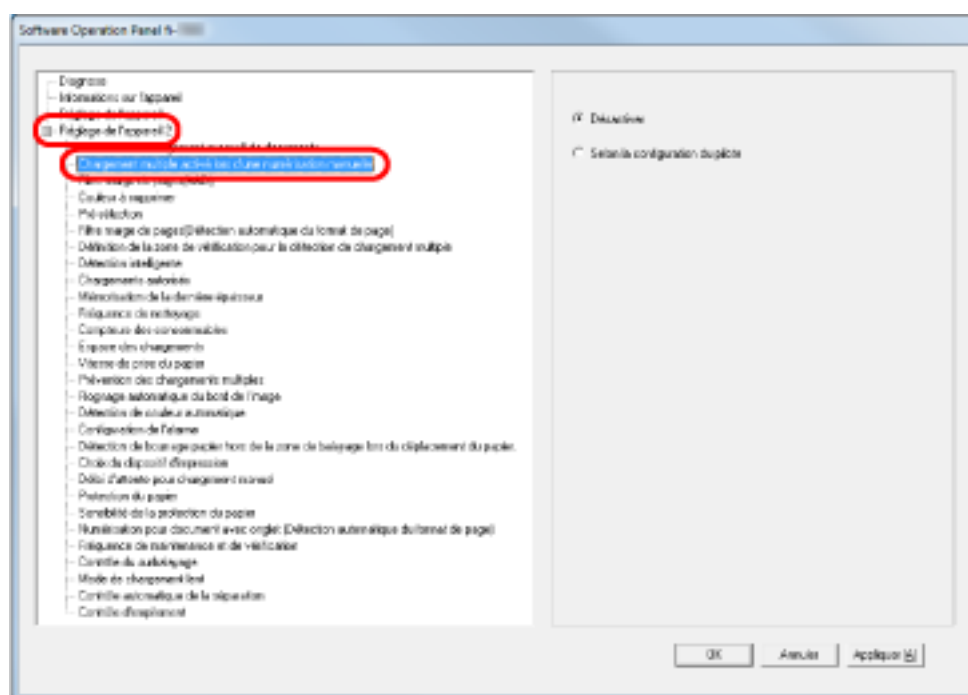 Software Operation Panel fi-
Diagnose
Informations sur l'appareil
Réglage de l'appareil
Réglage de l'appareil 2
Chargement multiple activé lors d'une numérisation manuelle
Couleur à supprimer
Pré-sélection
Filtre image de pages(Détection automatique du format de page)
Définition de la zone de vérification pour la détection de chargement multiple
Détection intelligente
Chargements autorisés
Mémorisation de la dernière épaisseur
Fréquence de nettoyage
Compteurs des consommables
Espace des chargements
Vitesse de prise du papier
Prévention des chargements multiples
Rognage automatique du bord de l'image
Détection de couleur automatique
Configuration de l'alarme
Détection de bourrage papier hors de la zone de balayage lors du déplacement du papier.
Choix du dispositif d'impression
Délai d'attente pour chargement manuel
Protection du papier
Sensibilité de la protection du papier
Numérisation pour document avec onglet (Détection automatique du format de page)
Fréquence de maintenance et de vérification
Contrôle du
Mode de chargement lent
Contrôle automatique de la séparation
Contrôle d'empilement
Désactiver
Selon la configuration du pilote
OK
Annuler
Appliquer (A)